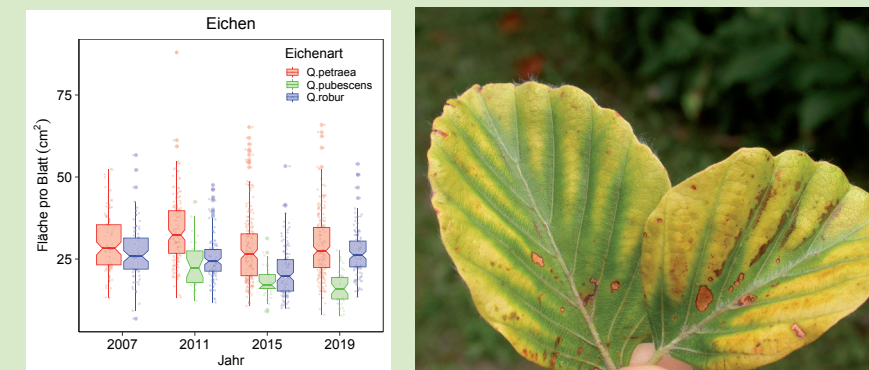 Eichen
Eichenart
Q.petraea
Q.pubescens
Q.robur
Fläche pro Blatt (cm²)
75
50
25
2007 2011 2015 2019
Jahr